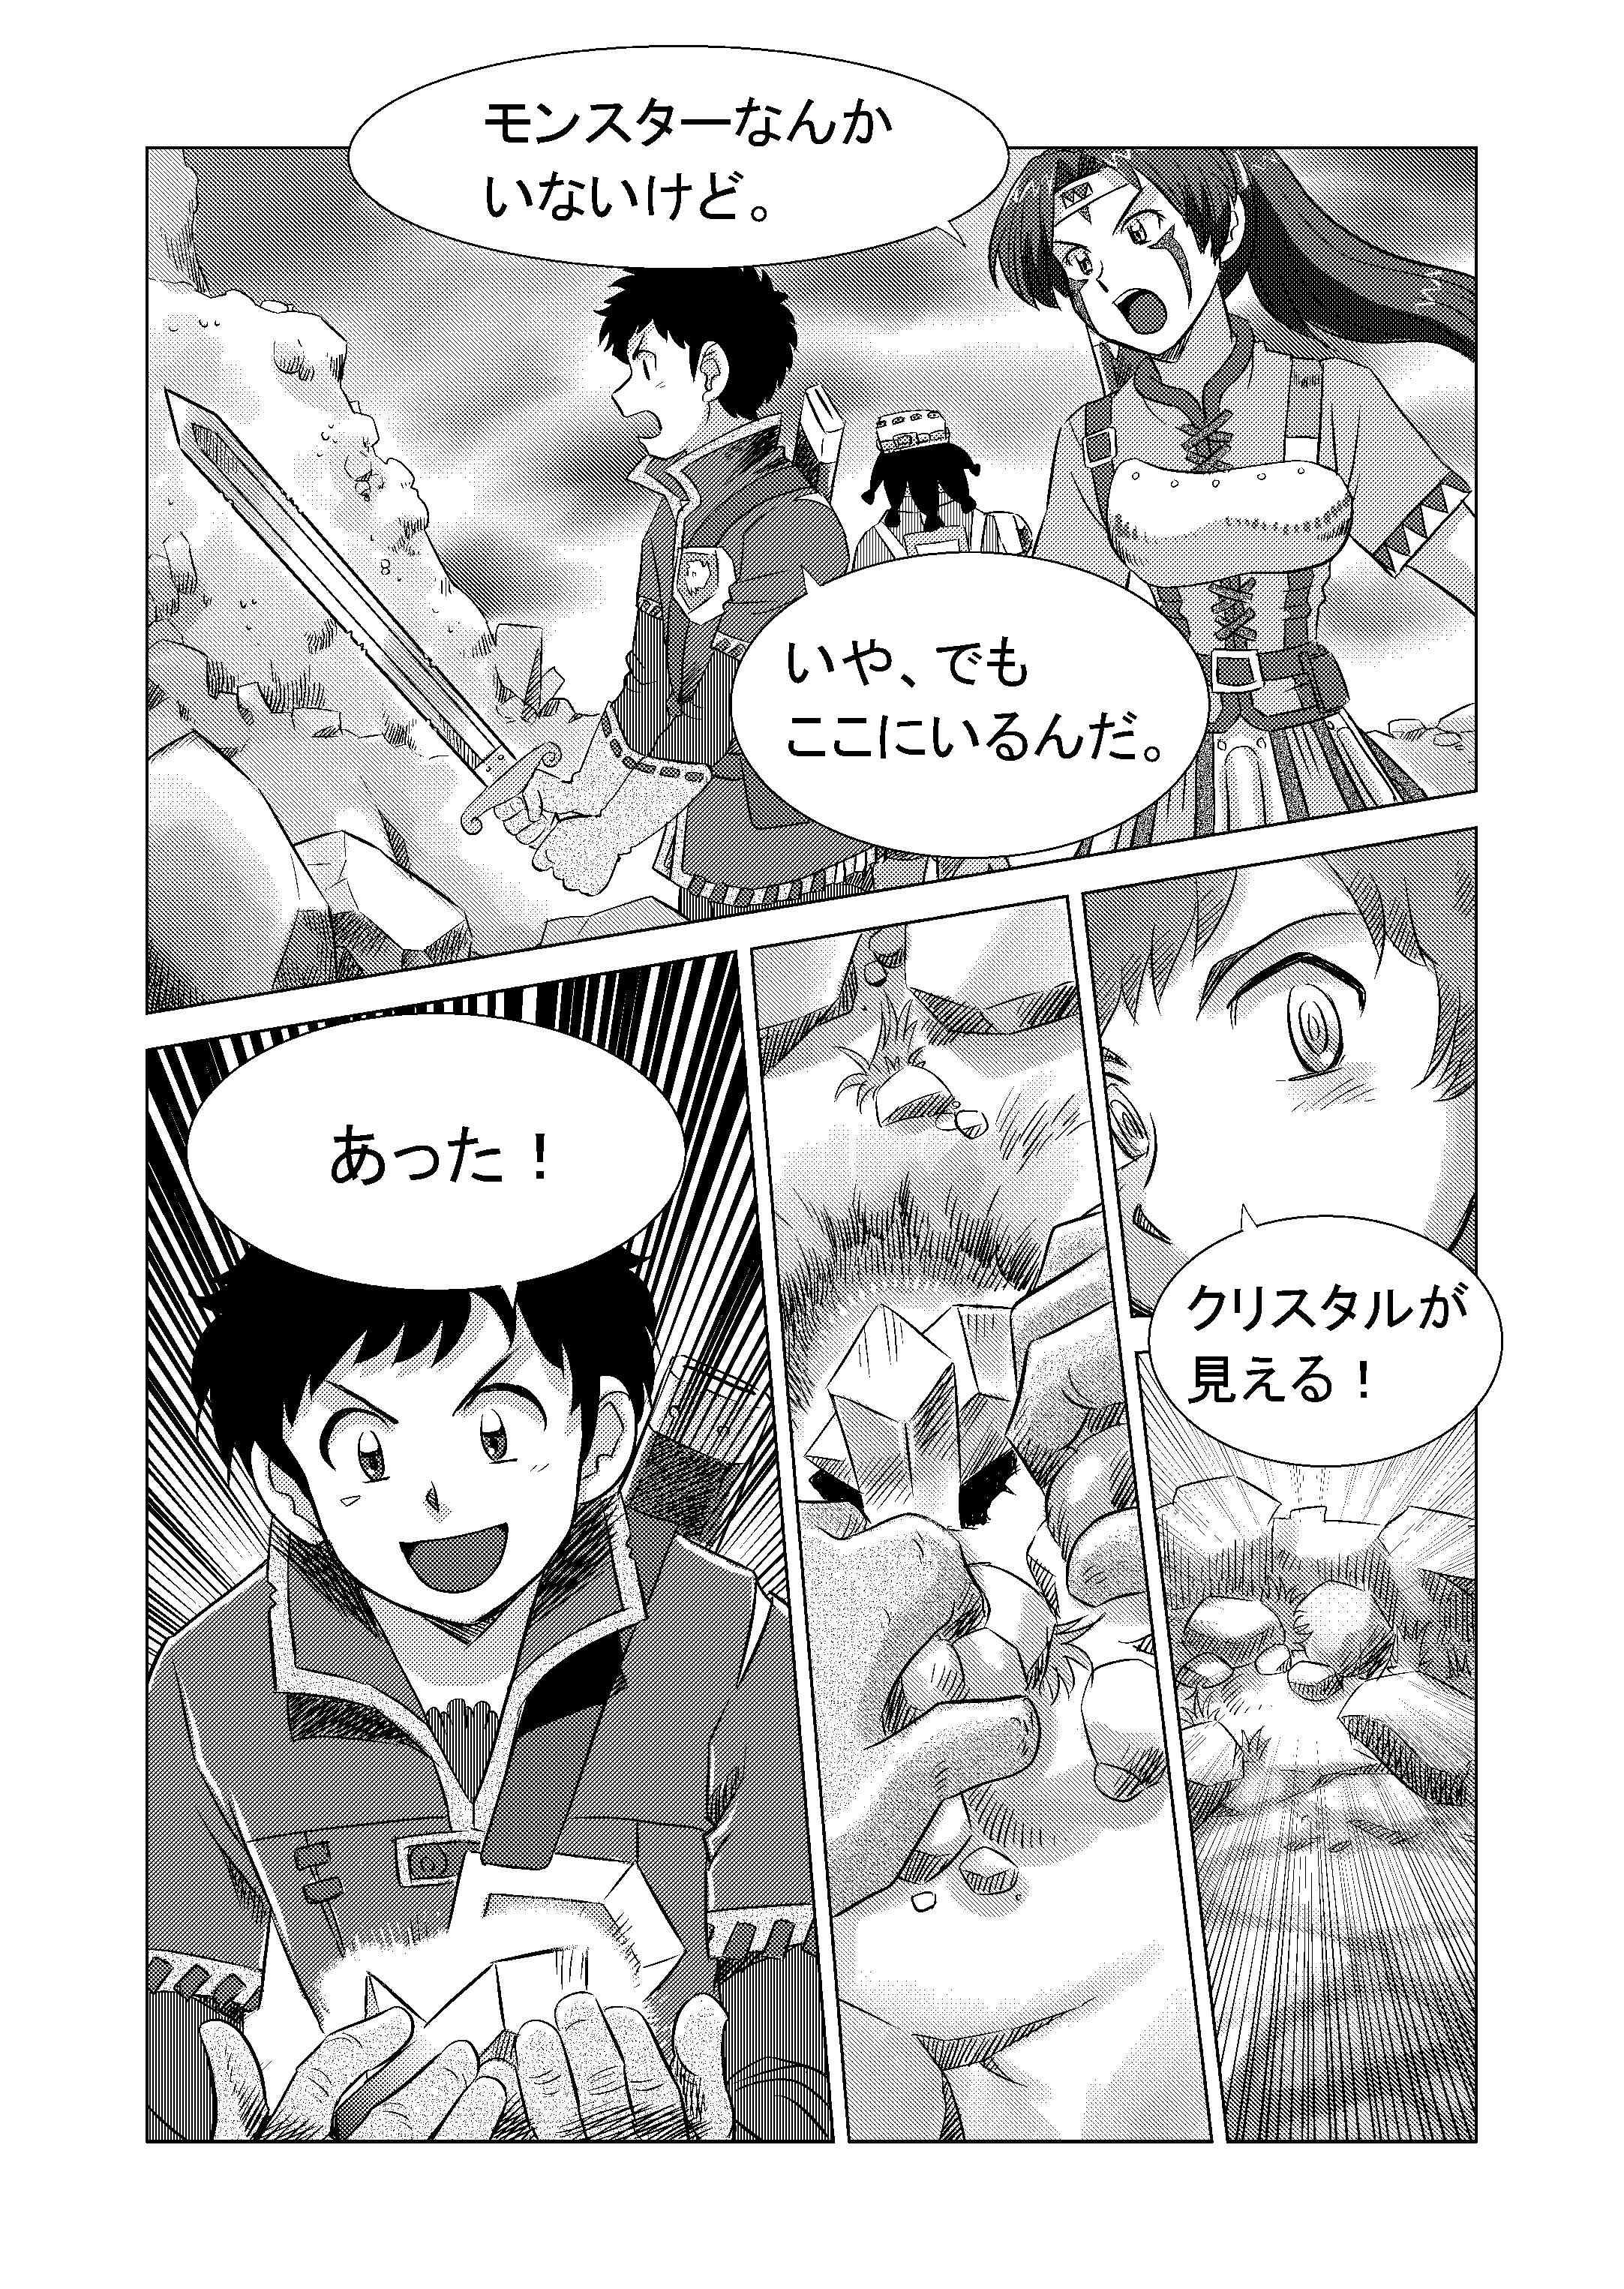 モンスターなんか
いないけど。
いや、でも
ここにいるんだ。
クリスタルが
見える！
あった！